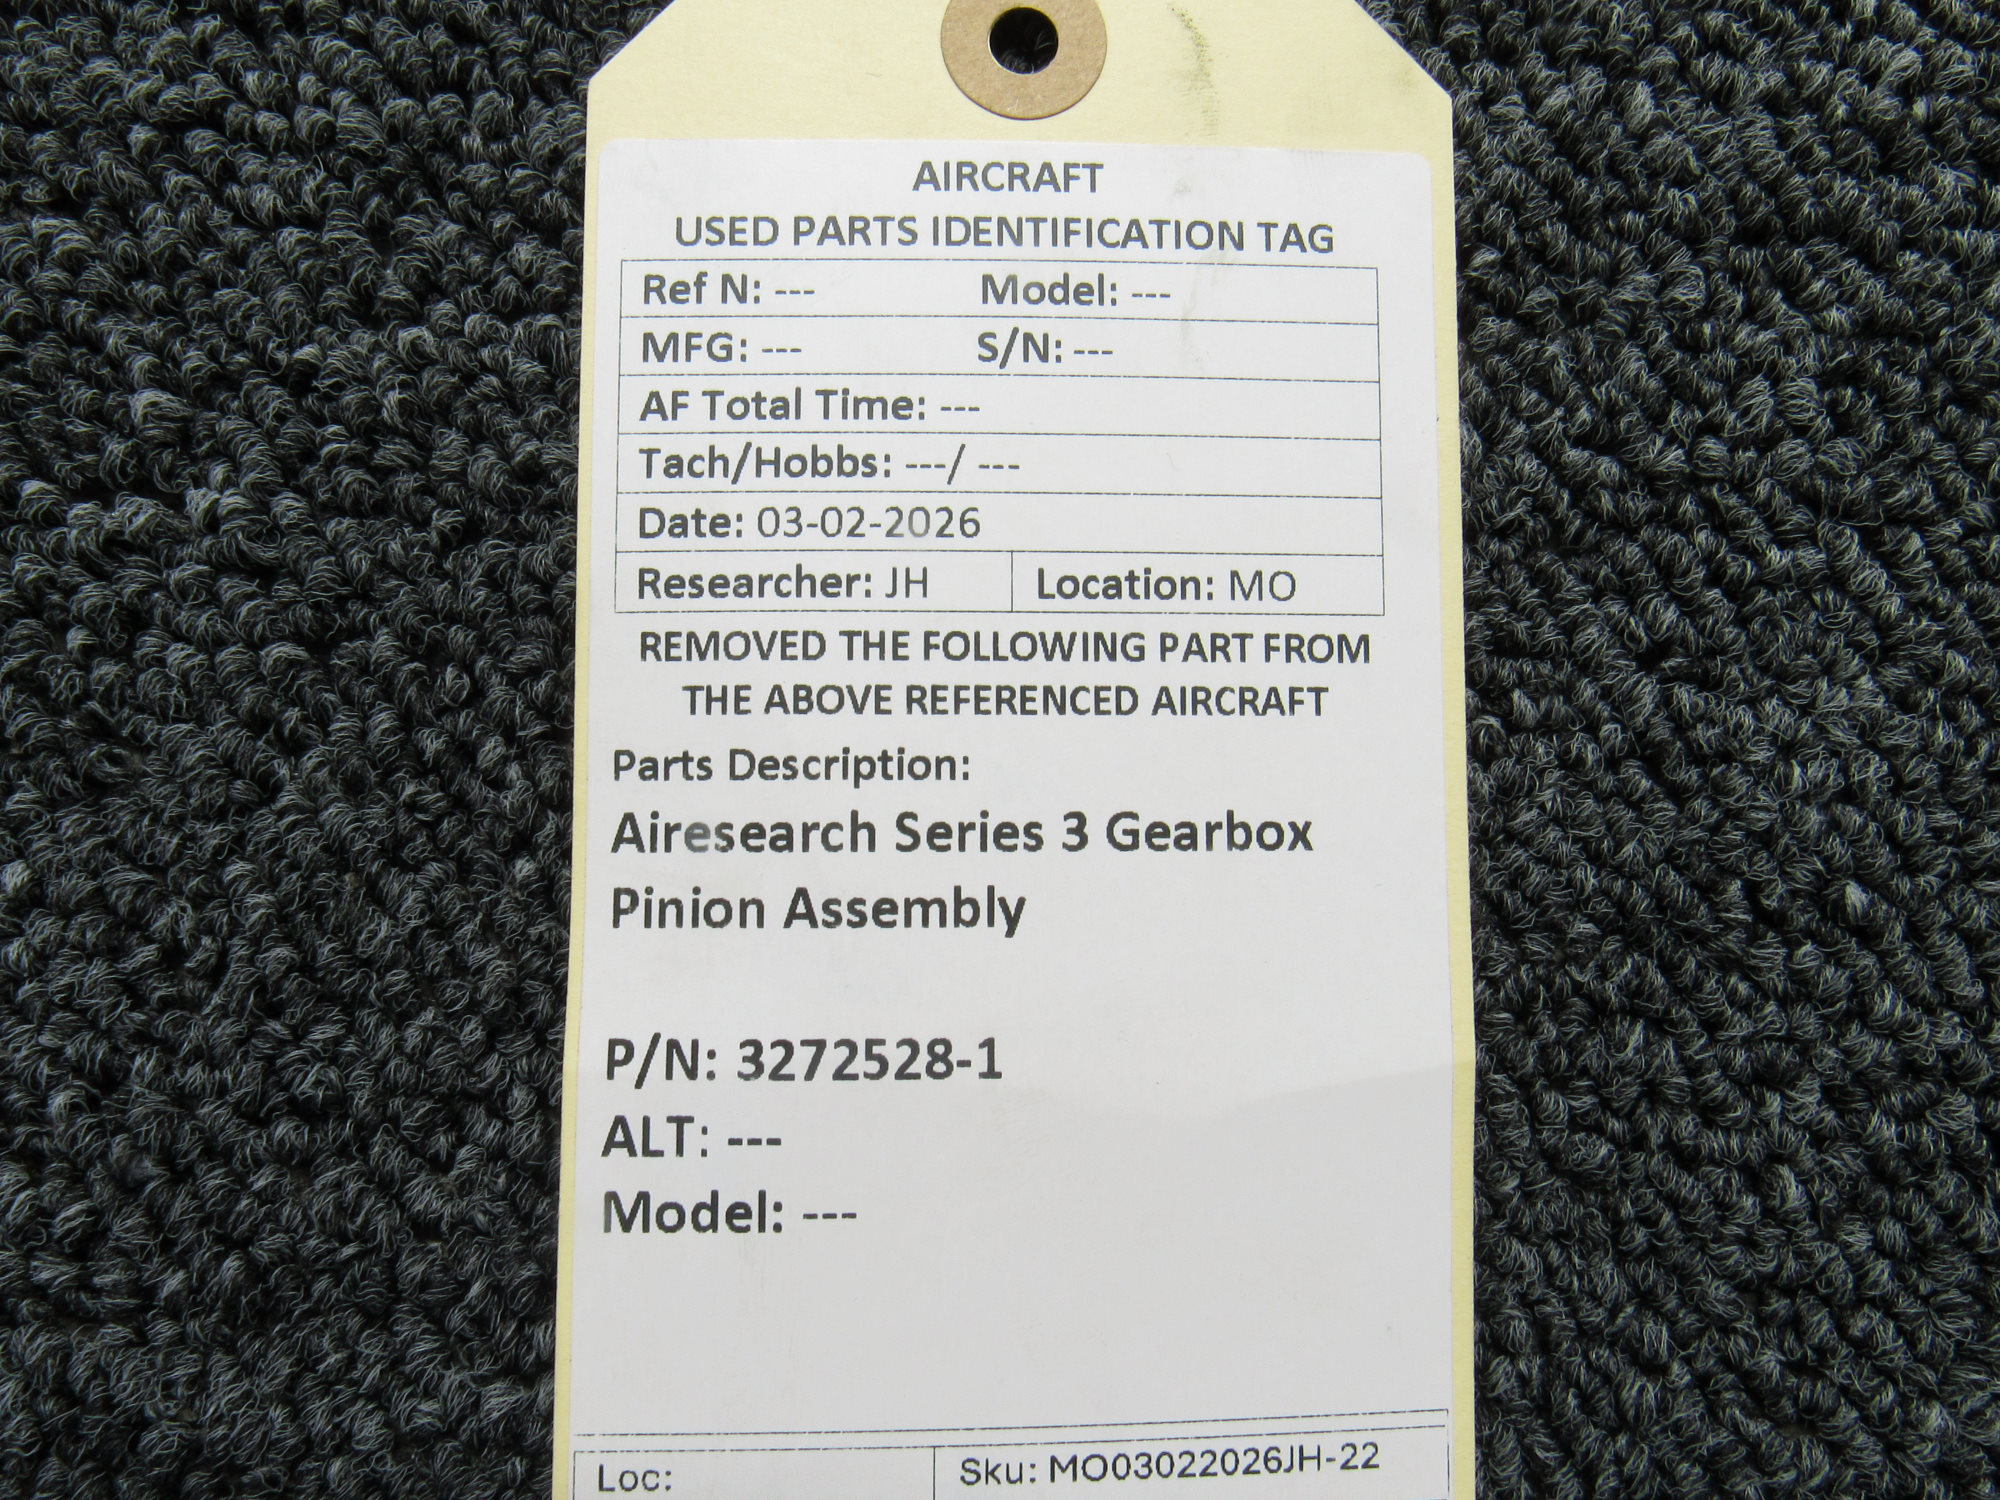 AIRCRAFT
USED PARTS IDENTIFICATION TAG
Ref N: --- Model: ---
MFG: --- S/N: ---
AF Total Time: ---
Tach/Hobbs: ---/ ---
Date: 03-02-2026
Researcher: JH Location: MO
REMOVED THE FOLLOWING PART FROM
THE ABOVE REFERENCED AIRCRAFT
Parts Description:
Airesearch Series 3 Gearbox
Pinion Assembly
P/N: 3272528-1
ALT: ---
Model: ---
Loc: Sku: MO03022026JH-22